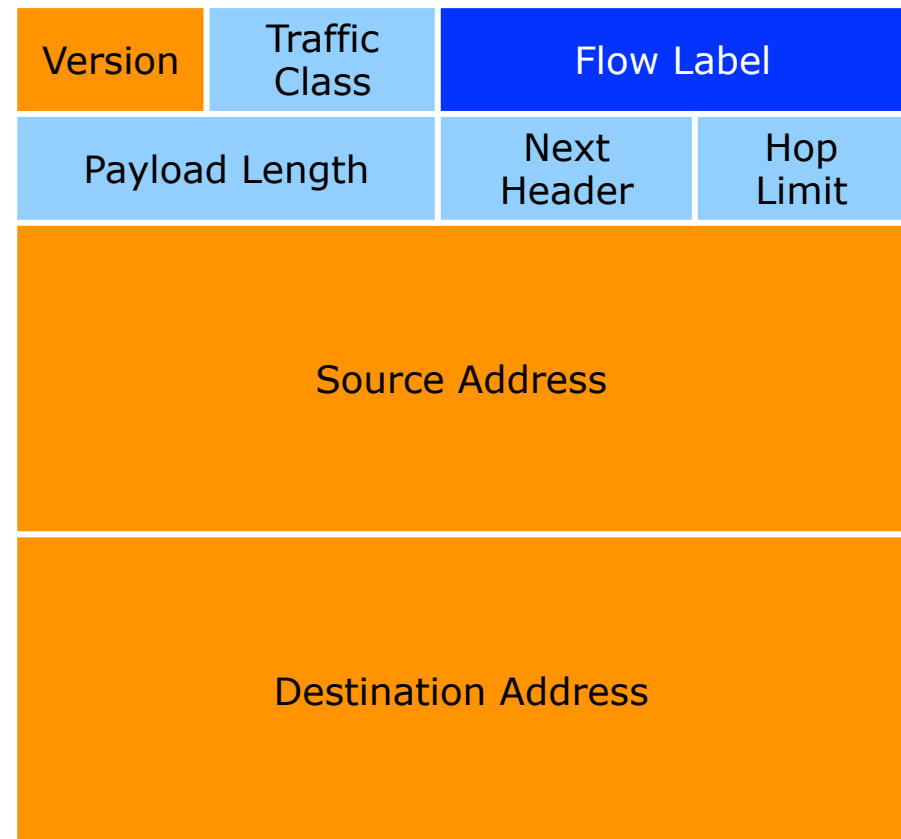 Version
Traffic
Class
Flow Label
Payload Length
Next
Header
Hop
Limit
Source Address
Destination Address